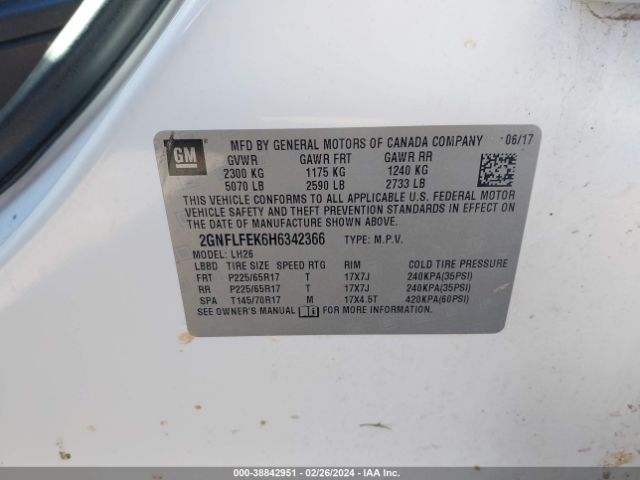 GM
MFD BY GENERAL MOTORS OF CANADA COMPANY 06/17
GVWR GAWR FRT GAWR RR
2300 KG 1175 KG 1240 KG
5070 LB 2590 LB 2733 LB
THIS VEHICLE CONFORMS TO ALL APPLICABLE U.S. FEDERAL MOTOR
VEHICLE SAFETY AND THEFT PREVENTION STANDARDS IN EFFECT ON
THE DATE OF MANUFACTURE SHOWN ABOVE.
2GNFLFEK6H6342366 TYPE: M.P.V.
MODEL: LH26
LBBD TIRE SIZE SPEED RTG RIM COLD TIRE PRESSURE
FRT P225/65R17 T 17X7J 240KPA(35PSI)
RR P225/65R17 T 17X7J 240KPA(35PSI)
SPA T145/70R17 M 17X4.5T 420KPA(60PSI)
SEE OWNER'S MANUAL FOR MORE INFORMATION.
000-38842951 - 02/26/2024 - IAA Inc.